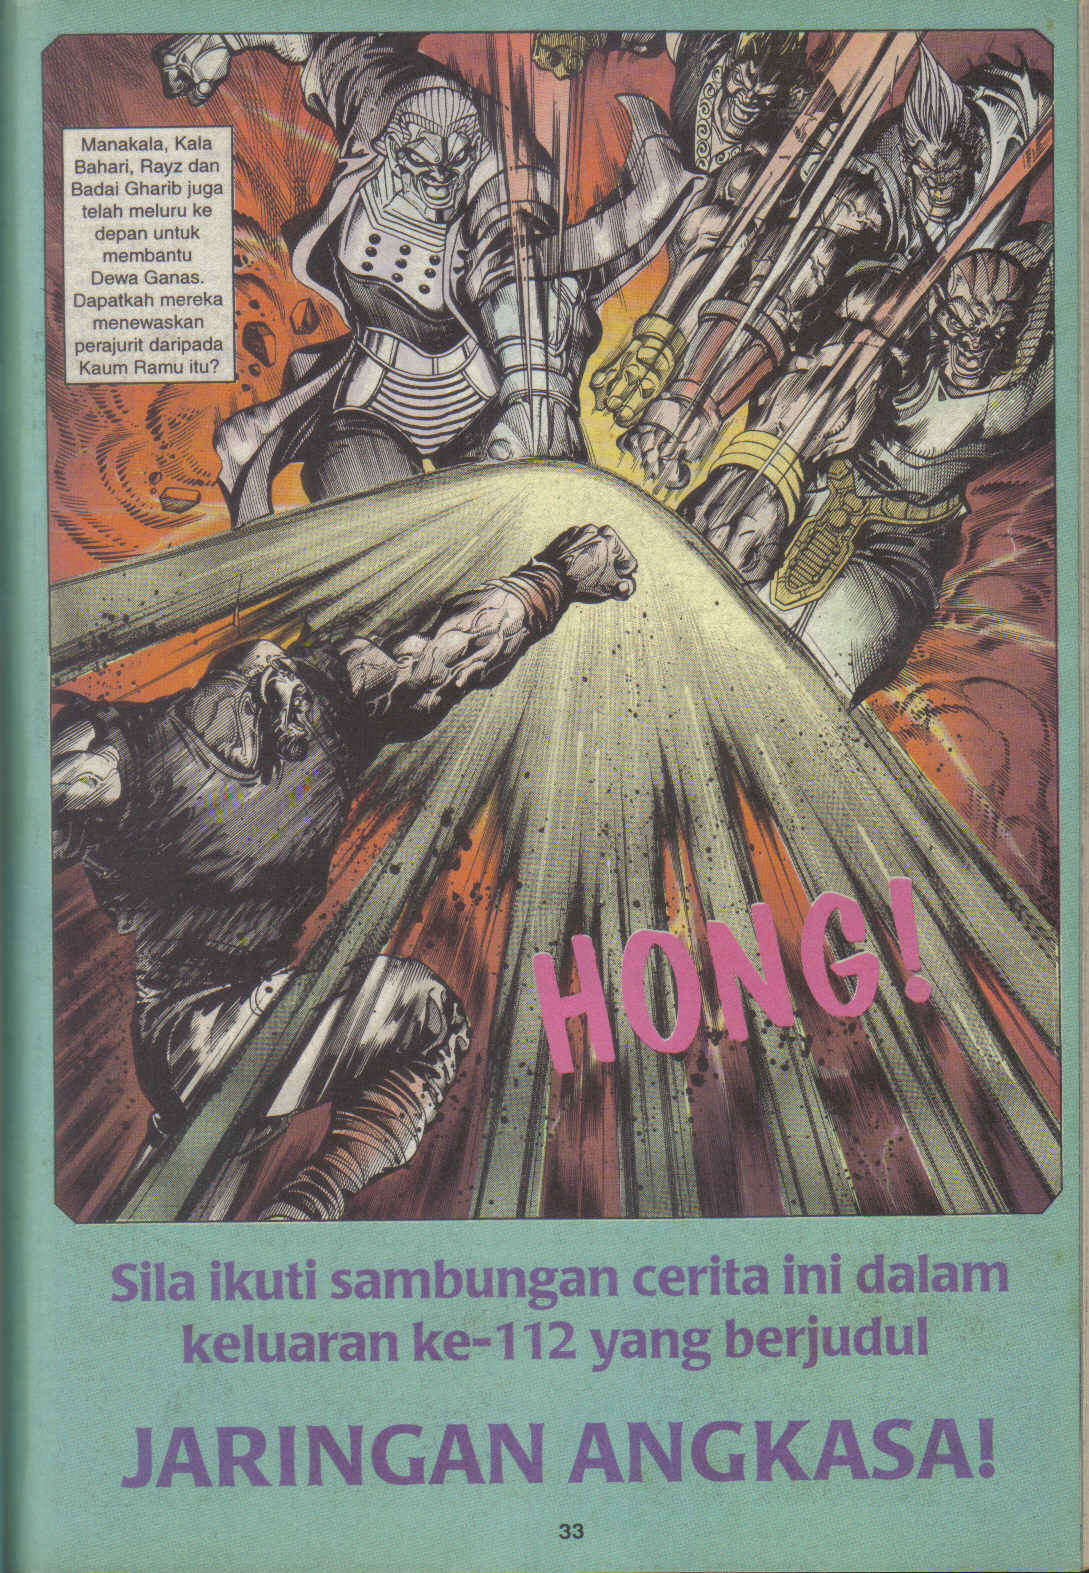 Manakala, Kala
Bahari, Rayz dan
Badai Gharib juga
telah meluru ke
depan untuk
membantu
Dewa Ganas.
Dapatkah mereka
menewaskan
perajurit daripada
Kaum Ramu itu?
HONG!
Sila ikuti sambungan cerita ini dalam
keluaran ke-112 yang berjudul
JARINGAN ANGKASA!
33